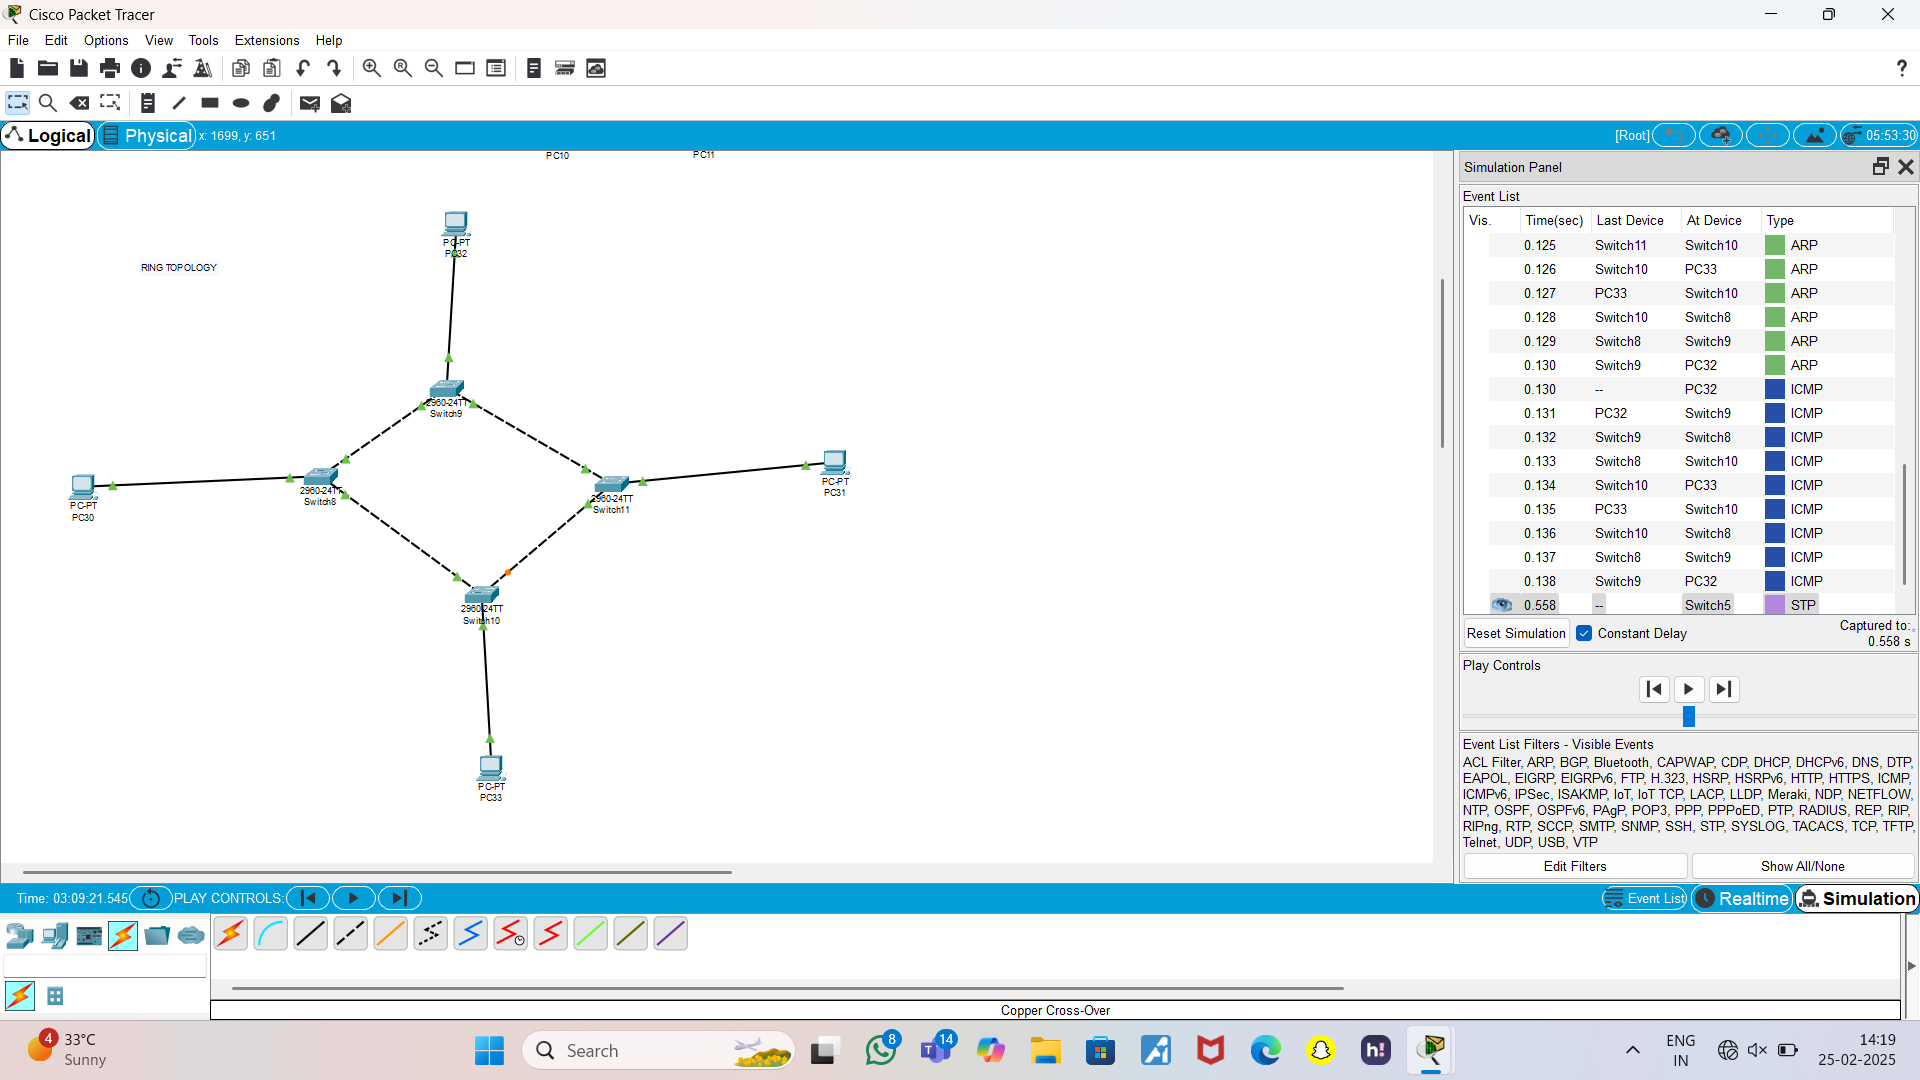 Cisco Packet Tracer
File Edit Options View Tools Extensions Help
Logical Physical x: 1699, y: 651 [Root] 05:53:30
PC10 PC11
RING TOPOLOGY
PC-PT
PC32
2960-24TT
Switch9
PC-PT
PC30
2960-24TT
Switch8
2960-24TT
Switch11
PC-PT
PC31
2960-24TT
Switch10
PC-PT
PC33
Simulation Panel
Event List
Vis. Time(sec) Last Device At Device Type
0.125 Switch11 Switch10 ARP
0.126 Switch10 PC33 ARP
0.127 PC33 Switch10 ARP
0.128 Switch10 Switch8 ARP
0.129 Switch8 Switch9 ARP
0.130 Switch9 PC32 ARP
0.130 -- PC32 ICMP
0.131 PC32 Switch9 ICMP
0.132 Switch9 Switch8 ICMP
0.133 Switch8 Switch10 ICMP
0.134 Switch10 PC33 ICMP
0.135 PC33 Switch10 ICMP
0.136 Switch10 Switch8 ICMP
0.137 Switch8 Switch9 ICMP
0.138 Switch9 PC32 ICMP
0.558 -- Switch5 STP
Reset Simulation Constant Delay Captured to:
0.558 s
Play Controls
Event List Filters - Visible Events
ACL Filter, ARP, BGP, Bluetooth, CAPWAP, CDP, DHCP, DHCPv6, DNS, DTP,
EAPOL, EIGRP, EIGRPv6, FTP, H.323, HSRP, HSRPv6, HTTP, HTTPS, ICMP,
ICMPv6, IPSec, ISAKMP, IoT, IoT TCP, LACP, LLDP, Meraki, NDP, NETFLOW,
NTP, OSPF, OSPFv6, PAgP, POP3, PPP, PPPoED, PTP, RADIUS, REP, RIP,
RIPng, RTP, SCCP, SMTP, SNMP, SSH, STP, SYSLOG, TACACS, TCP, TFTP,
Telnet, UDP, USB, VTP
Edit Filters Show All/None
Time: 03:09:21.545 PLAY CONTROLS: Event List Realtime Simulation
Copper Cross-Over
4 33°C
Sunny
Search
8
14
h!
ENG
IN
14:19
25-02-2025